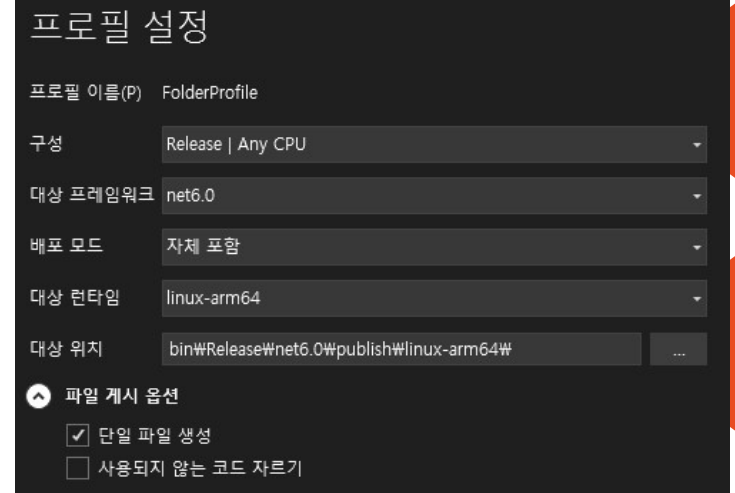 프로필 설정
프로필 이름(P) FolderProfile
구성 Release | Any CPU
대상 프레임워크 net6.0
배포 모드 자체 포함
대상 런타임 linux-arm64
대상 위치 bin₩Release₩net6.0₩publish₩linux-arm64₩ ...
파일 게시 옵션
단일 파일 생성
사용되지 않는 코드 자르기